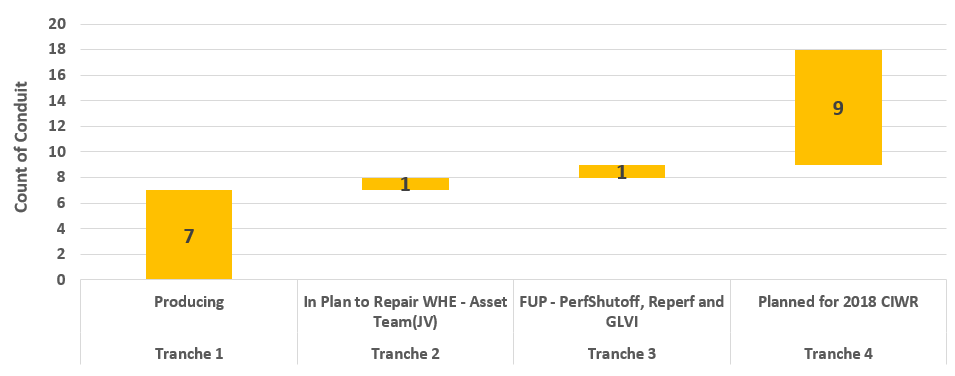 Count of Conduit
20
18
16
14
12
10
8
6
4
2
0
7
1
1
9
Producing
In Plan to Repair WHE - Asset
Team(JV)
FUP - PerfShutoff, Reperf and
GLVI
Planned for 2018 CIWR
Tranche 1
Tranche 2
Tranche 3
Tranche 4